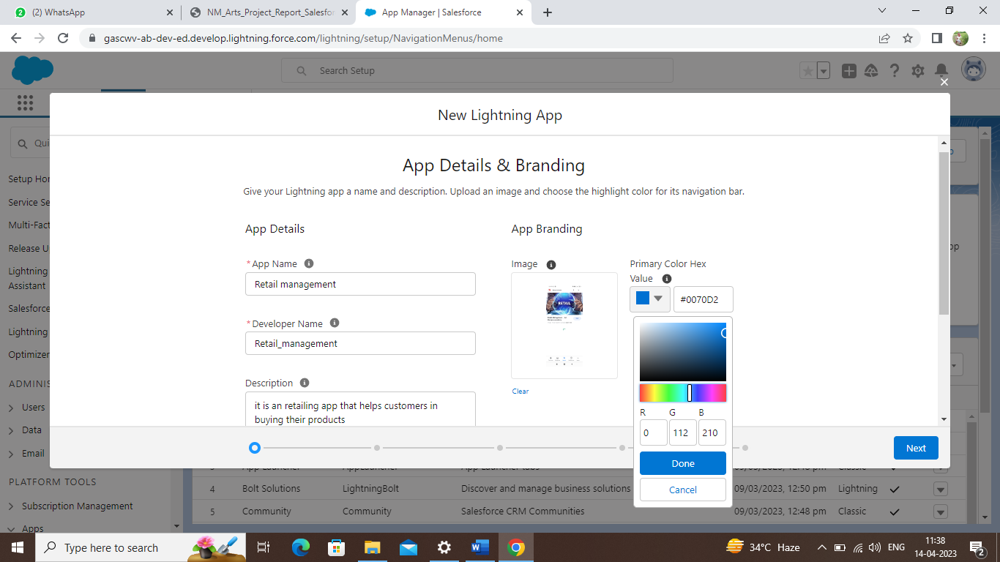 (2) WhatsApp
NM_Arts_Project_Report_Salesfor
App Manager | Salesforce
gascwv-ab-dev-ed.develop.lightning.force.com/lightning/setup/NavigationMenus/home
Search Setup
New Lightning App
Qui
App Details & Branding
Give your Lightning app a name and description. Upload an image and choose the highlight color for its navigation bar.
Setup Hor
Service Se
Multi-Fact
Release U
Lightning
Assistant
Salesforce
Lightning
Optimizer
ADMINIS
Users
Data
Email
PLATFORM TOOLS
Subscription Management
Apps
App Details
* App Name
Retail management
* Developer Name
Retail_management
Description
it is an retailing app that helps customers in
buying their products
App Branding
Image
RETAIL
Clear
Primary Color Hex
Value
#0070D2
R G B
0 112 210
Done
Cancel
Next
op
4 Bolt Solutions LightningBolt Discover and manage business solutions 09/03/2023, 12:50 pm Lightning
5 Community Community Salesforce CRM Communities 09/03/2023, 12:48 pm Classic
Type here to search
34°C Haze
ENG
11:38
14-04-2023
2